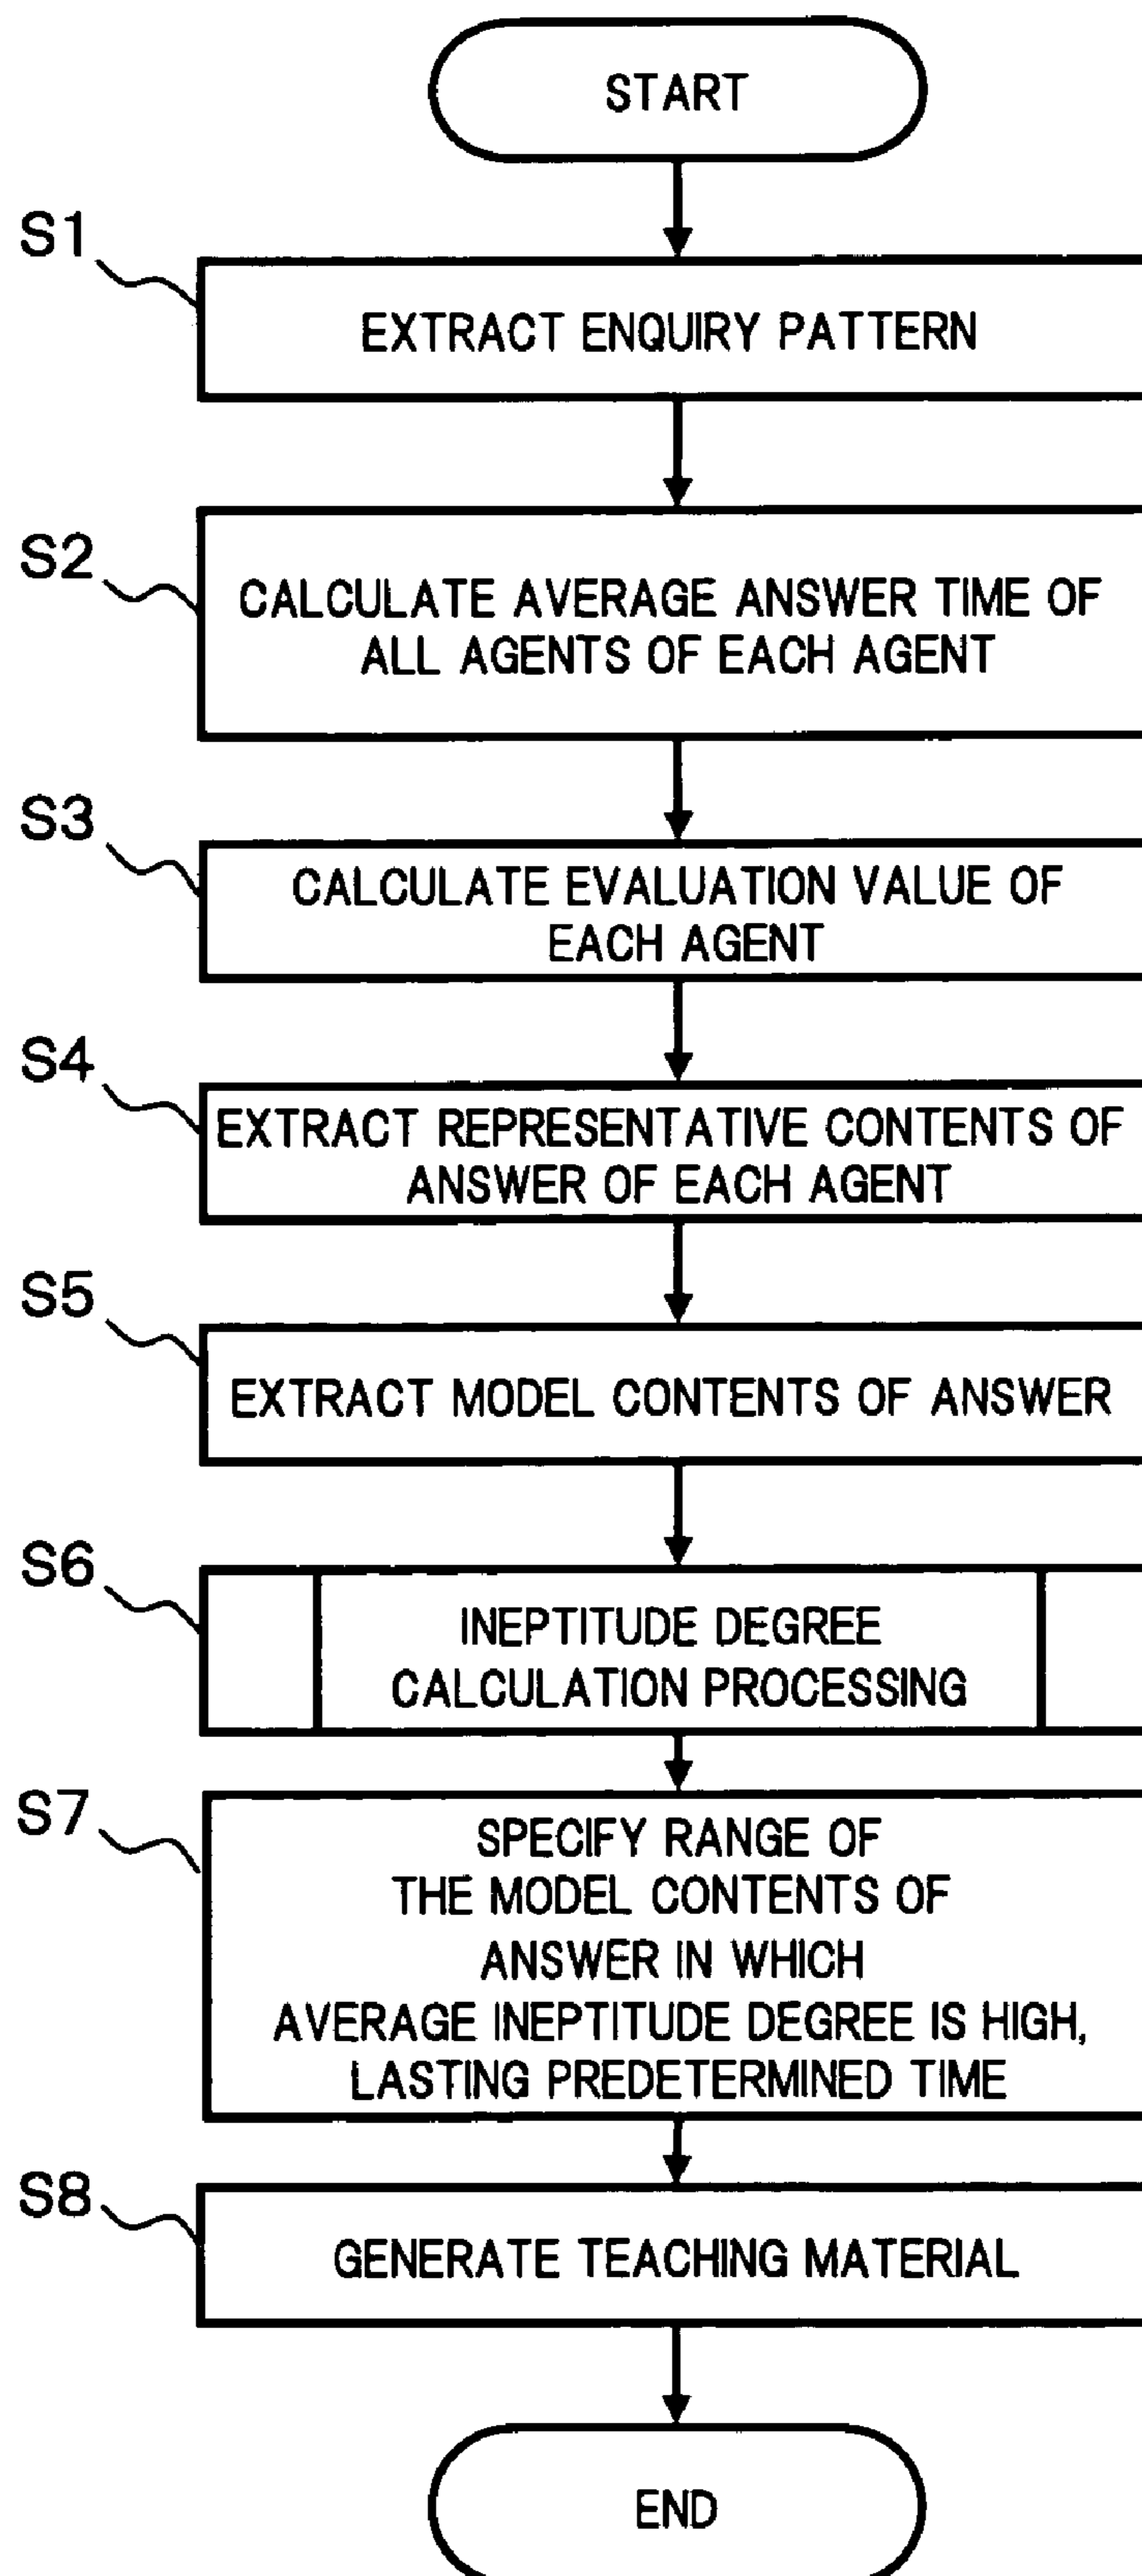 START
S1
EXTRACT ENQUIRY PATTERN
S2
CALCULATE AVERAGE ANSWER TIME OF
ALL AGENTS OF EACH AGENT
S3
CALCULATE EVALUATION VALUE OF
EACH AGENT
S4
EXTRACT REPRESENTATIVE CONTENTS OF
ANSWER OF EACH AGENT
S5
EXTRACT MODEL CONTENTS OF ANSWER
S6
INEPTITUDE DEGREE
CALCULATION PROCESSING
S7
SPECIFY RANGE OF
THE MODEL CONTENTS OF
ANSWER IN WHICH
AVERAGE INEPTITUDE DEGREE IS HIGH,
LASTING PREDETERMINED TIME
S8
GENERATE TEACHING MATERIAL
END